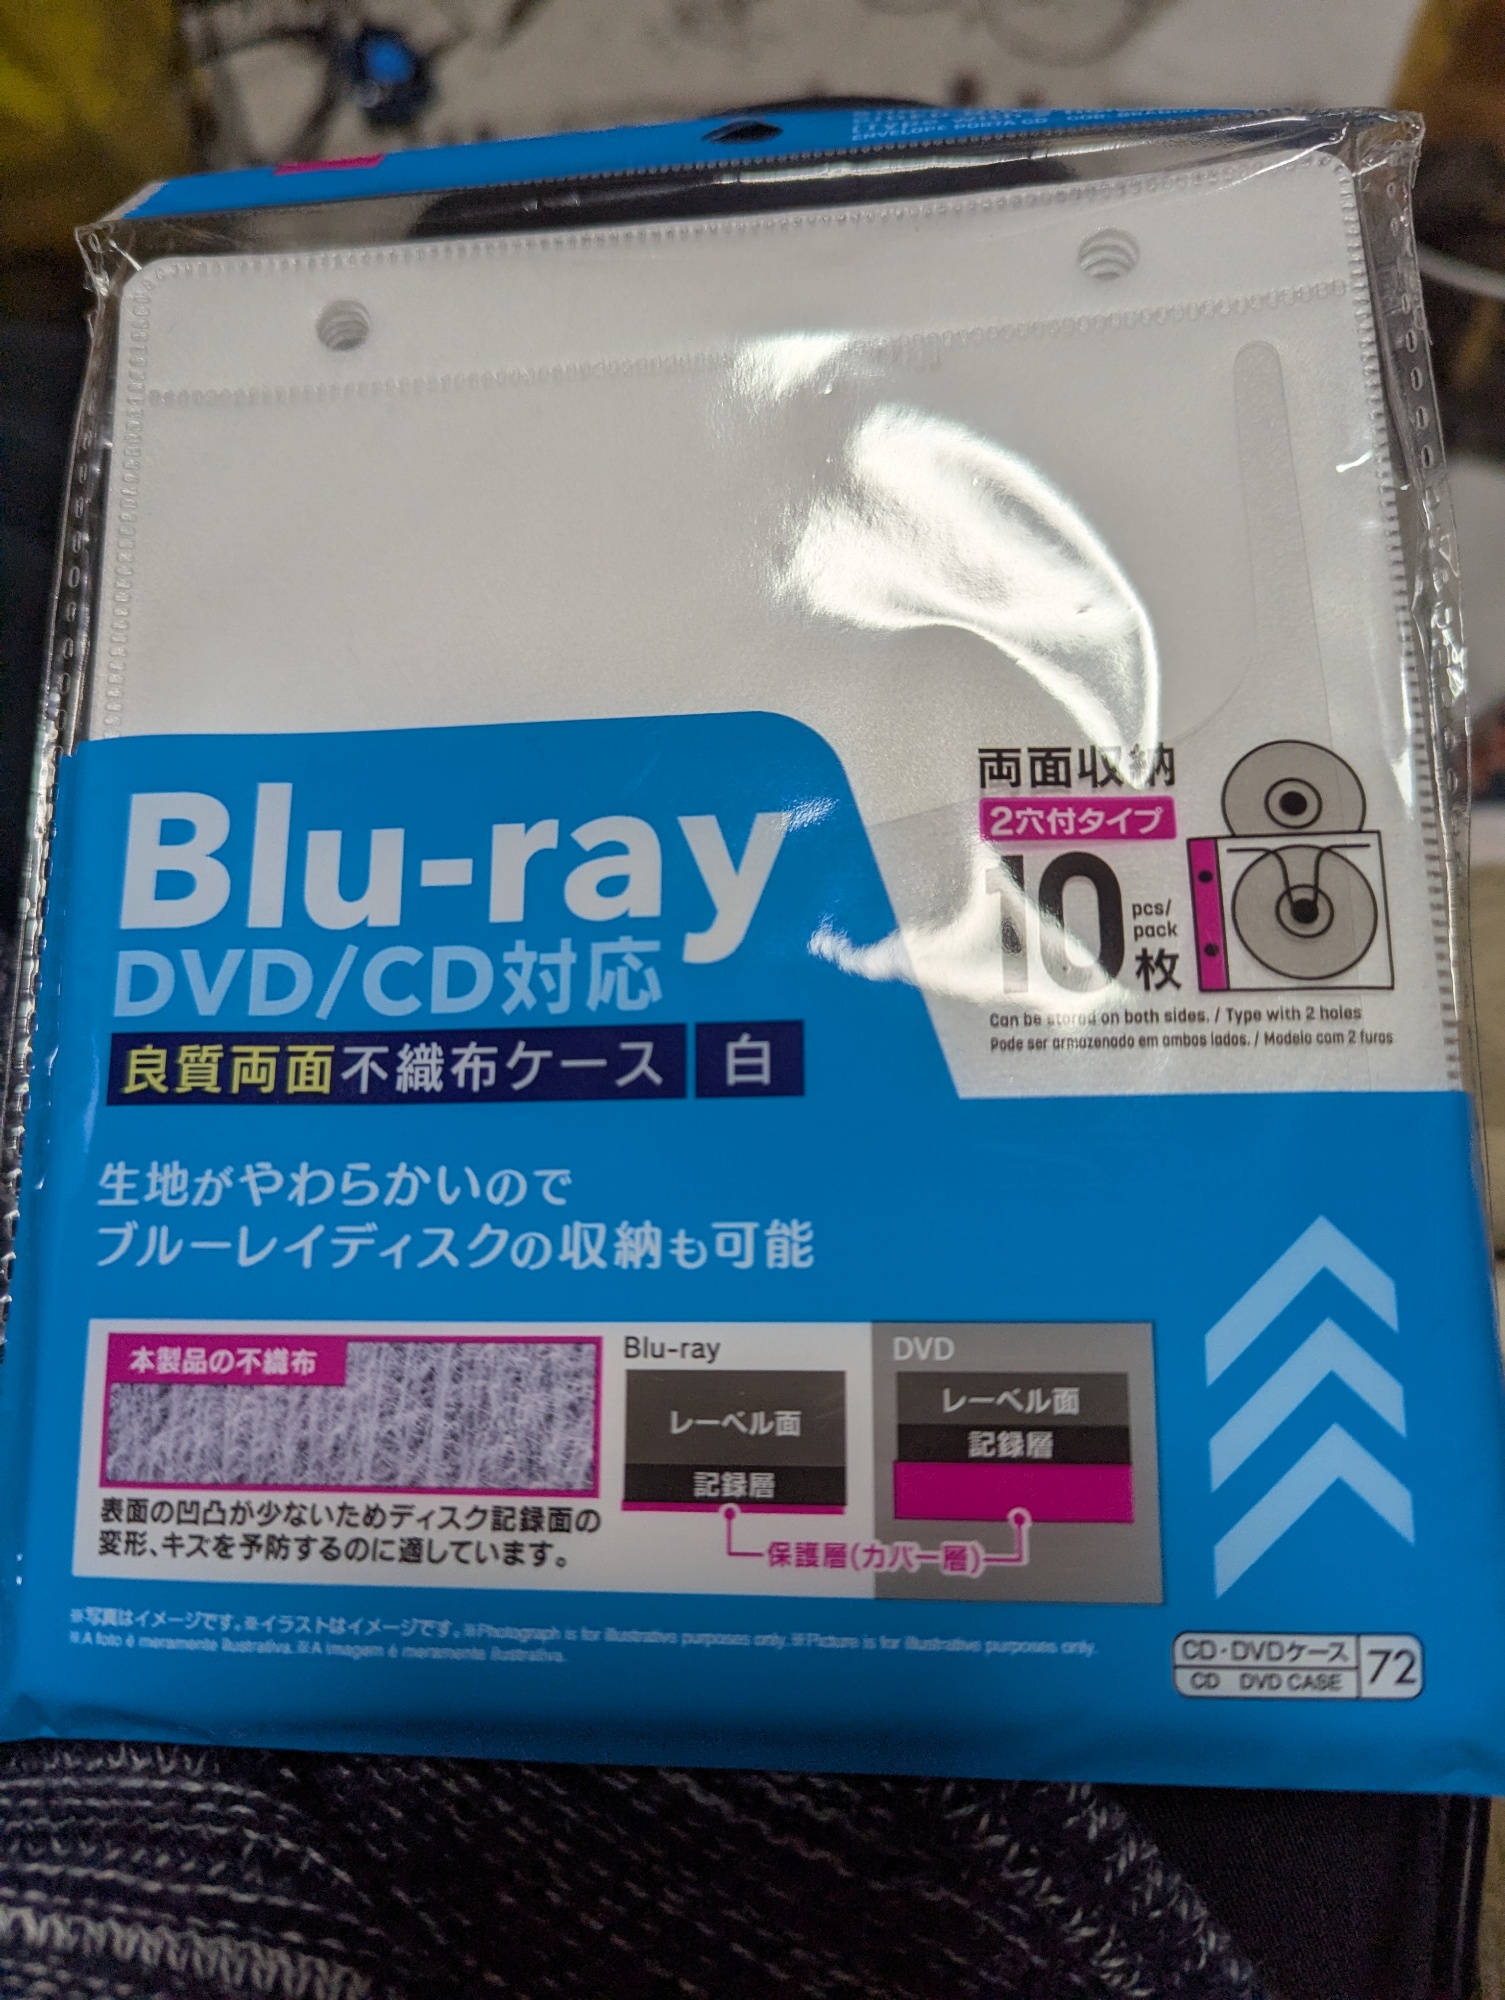 ENVELOPE PORTA CD
両面収納
2穴付タイプ
10
pcs/
pack
枚
Can be stored on both sides. / Type with 2 holes
Pode ser armazenado em ambos lados. / Modelo com 2 furos
Blu-ray
DVD/CD対応
良質両面不織布ケース 白
生地がやわらかいので
ブルーレイディスクの収納も可能
本製品の不織布
表面の凹凸が少ないためディスク記録面の
変形、キズを予防するのに適しています。
Blu-ray
レーベル面
記録層
DVD
レーベル面
記録層
保護層(カバー層)
※写真はイメージです。※イラストはイメージです。※Photograph is for illustrative purposes only.※Picture is for illustrative purposes only.
※A foto é meramente ilustrativa.※A imagem é meramente ilustrativa.
CD・DVDケース
CD DVD CASE
72